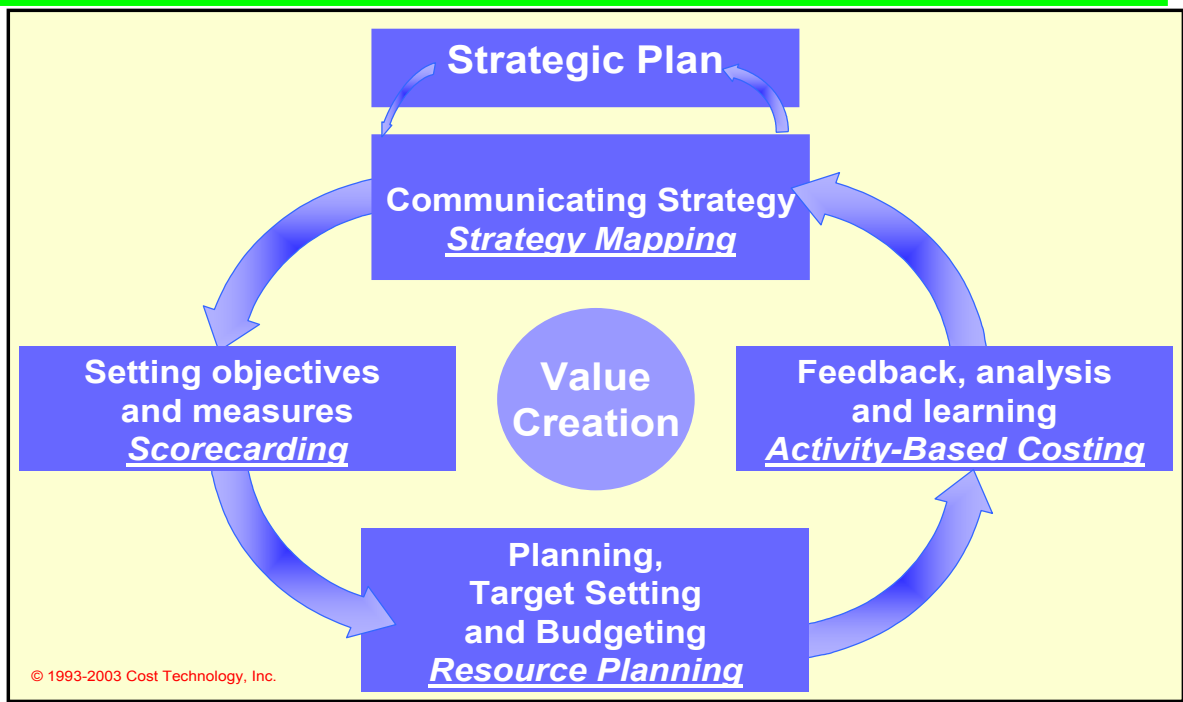 Strategic Plan
Communicating Strategy
Strategy Mapping
Setting objectives
and measures
Scorecarding
Value
Creation
Feedback, analysis
and learning
Activity-Based Costing
Planning,
Target Setting
and Budgeting
Resource Planning
© 1993-2003 Cost Technology, Inc.